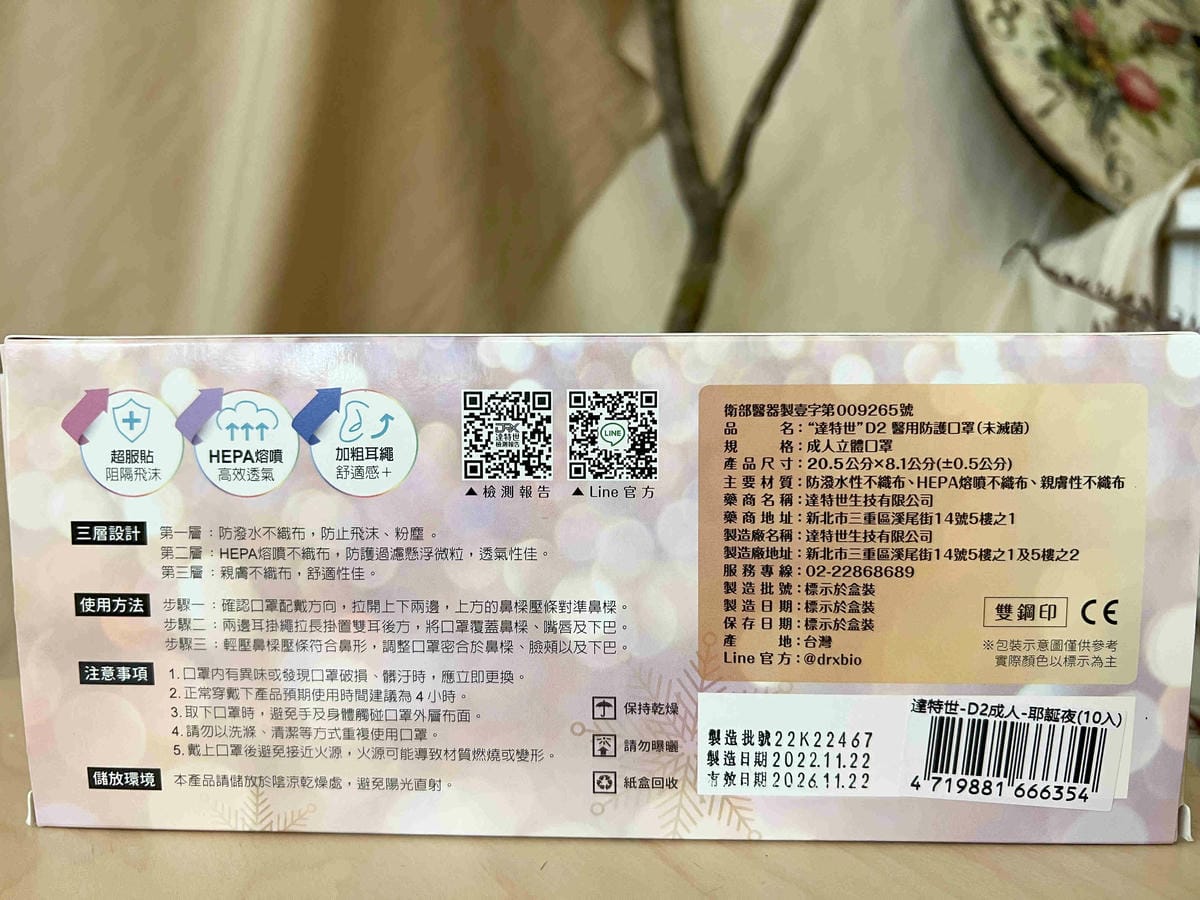 超服貼
阻隔飛沫
HEPA熔噴
高效透氣
加粗耳繩
舒適感+
DRX
達特世
檢測報告
▲檢測報告
LINE
▲Line官方
三層設計
第一層：防潑水不織布，防止飛沫、粉塵。
第二層：HEPA熔噴不織布，防護過濾懸浮微粒，透氣性佳。
第三層：親膚不織布，舒適性佳。
使用方法
步驟一：確認口罩配戴方向，拉開上下兩邊，上方的鼻樑壓條對準鼻樑。
步驟二：兩邊耳掛繩拉長掛置雙耳後方，將口罩覆蓋鼻樑、嘴唇及下巴。
步驟三：輕壓鼻樑壓條符合鼻形，調整口罩密合於鼻樑、臉頰以及下巴。
注意事項
1.口罩內有異味或發現口罩破損、髒汙時，應立即更換。
2.正常穿戴下產品預期使用時間建議為4小時。
3.取下口罩時，避免手及身體觸碰口罩外層布面。
4.請勿以洗滌、清潔等方式重複使用口罩。
5.戴上口罩後避免接近火源，火源可能導致材質燃燒或變形。
儲放環境
本產品請儲放於陰涼乾燥處，避免陽光直射。
保持乾燥
請勿曝曬
紙盒回收
衛部醫器製壹字第009265號
品名：“達特世”D2 醫用防護口罩(未滅菌)
規格：成人立體口罩
產品尺寸：20.5公分×8.1公分(±0.5公分)
主要材質：防潑水性不織布、HEPA熔噴不織布、親膚性不織布
藥商名稱：達特世生技有限公司
藥商地址：新北市三重區溪尾街14號5樓之1
製造廠名稱：達特世生技有限公司
製造廠地址：新北市三重區溪尾街14號5樓之1及5樓之2
服務專線：02-22868689
製造批號：標示於盒裝
製造日期：標示於盒裝
保存日期：標示於盒裝
產地：台灣
Line官方：@drxbio
雙鋼印
CE
※包裝示意圖僅供參考
實際顏色以標示為主
製造批號22K22467
製造日期2022.11.22
有效日期2026.11.22
達特世-D2成人-耶誕夜(10入)
4 719881 666354